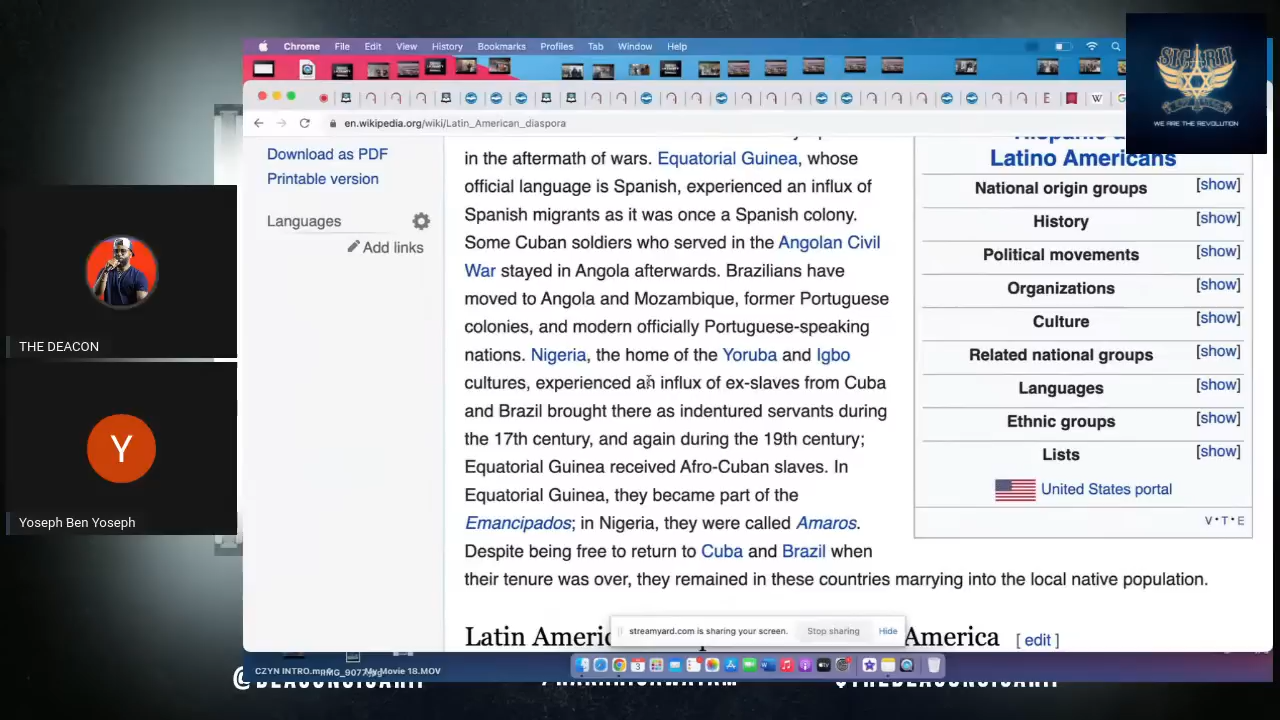 Chrome File Edit View History Bookmarks Profiles Tab Window Help
SICARII
WE ARE THE REVOLUTION
en.wikipedia.org/wiki/Latin_American_diaspora
Download as PDF
Printable version
Languages
Add links
in the aftermath of wars. Equatorial Guinea, whose
official language is Spanish, experienced an influx of
Spanish migrants as it was once a Spanish colony.
Some Cuban soldiers who served in the Angolan Civil
War stayed in Angola afterwards. Brazilians have
moved to Angola and Mozambique, former Portuguese
colonies, and modern officially Portuguese-speaking
nations. Nigeria, the home of the Yoruba and Igbo
cultures, experienced an influx of ex-slaves from Cuba
and Brazil brought there as indentured servants during
the 17th century, and again during the 19th century;
Equatorial Guinea received Afro-Cuban slaves. In
Equatorial Guinea, they became part of the
Emancipados; in Nigeria, they were called Amaros.
Despite being free to return to Cuba and Brazil when
their tenure was over, they remained in these countries marrying into the local native population.
Latino Americans
National origin groups [show]
History [show]
Political movements [show]
Organizations [show]
Culture [show]
Related national groups [show]
Languages [show]
Ethnic groups [show]
Lists [show]
United States portal
V·T·E
America [ edit ]
Latin
streamyard.com is sharing your screen. Stop sharing Hide
THE DEACON
Y
Yoseph Ben Yoseph
CZYN INTRO.mp4 IMG_9077 My Movie 18.MOV